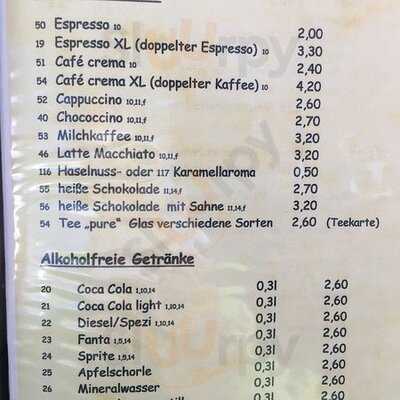 50 Espresso 10 2,00
19 Espresso XL (doppelter Espresso) 10 3,30
51 Café crema 10 2,40
54 Café crema XL (doppelter Kaffee) 10 4,20
52 Cappuccino 10,11,f 2,60
40 Chococcino 10,11,f 2,70
53 Milchkaffee 10,11,f 3,20
46 Latte Macchiato 10,11,f 3,20
116 Haselnuss- oder 117 Karamellaroma 0,50
55 heiße Schokolade 11,14,f 2,70
56 heiße Schokolade mit Sahne 11,14,f 3,20
54 Tee „pure" Glas verschiedene Sorten 2,60 (Teekarte)
Alkoholfreie Getränke
20 Coca Cola 1,10,14 0,3l 2,60
21 Coca Cola light 1,10,14 0,3l 2,60
22 Diesel/Spezi 1,10,14 0,3l 2,60
23 Fanta 1,5,14 0,3l 2,60
24 Sprite 1,5,14 0,3l 2,60
25 Apfelschorle 0,3l 2,60
26 Mineralwasser 0,3l 2,60